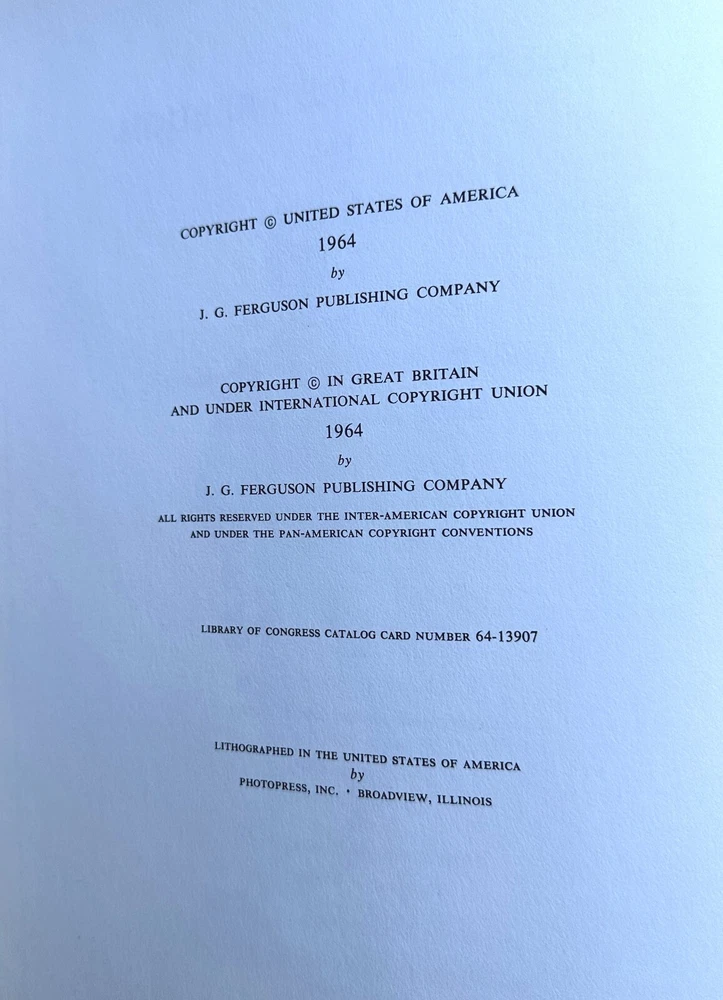 COPYRIGHT © UNITED STATES OF AMERICA
1964
by
J. G. FERGUSON PUBLISHING COMPANY
COPYRIGHT © IN GREAT BRITAIN
AND UNDER INTERNATIONAL COPYRIGHT UNION
1964
by
J. G. FERGUSON PUBLISHING COMPANY
ALL RIGHTS RESERVED UNDER THE INTER-AMERICAN COPYRIGHT UNION
AND UNDER THE PAN-AMERICAN COPYRIGHT CONVENTIONS
LIBRARY OF CONGRESS CATALOG CARD NUMBER 64-13907
LITHOGRAPHED IN THE UNITED STATES OF AMERICA
by
PHOTOPRESS, INC. • BROADVIEW, ILLINOIS